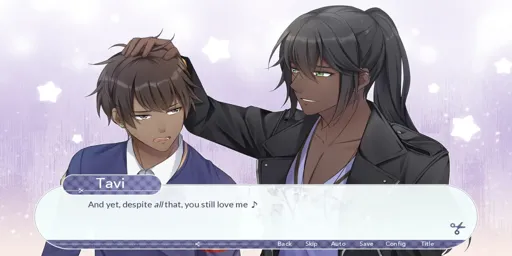 Tavi
And yet, despite all that, you still love me ♪
Back Skip Auto Save Config Title